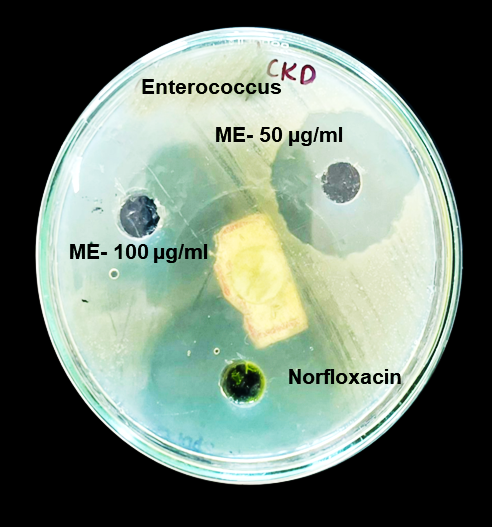 CKD
Enterococcus
ME- 50 µg/ml
ME- 100 µg/ml
Norfloxacin